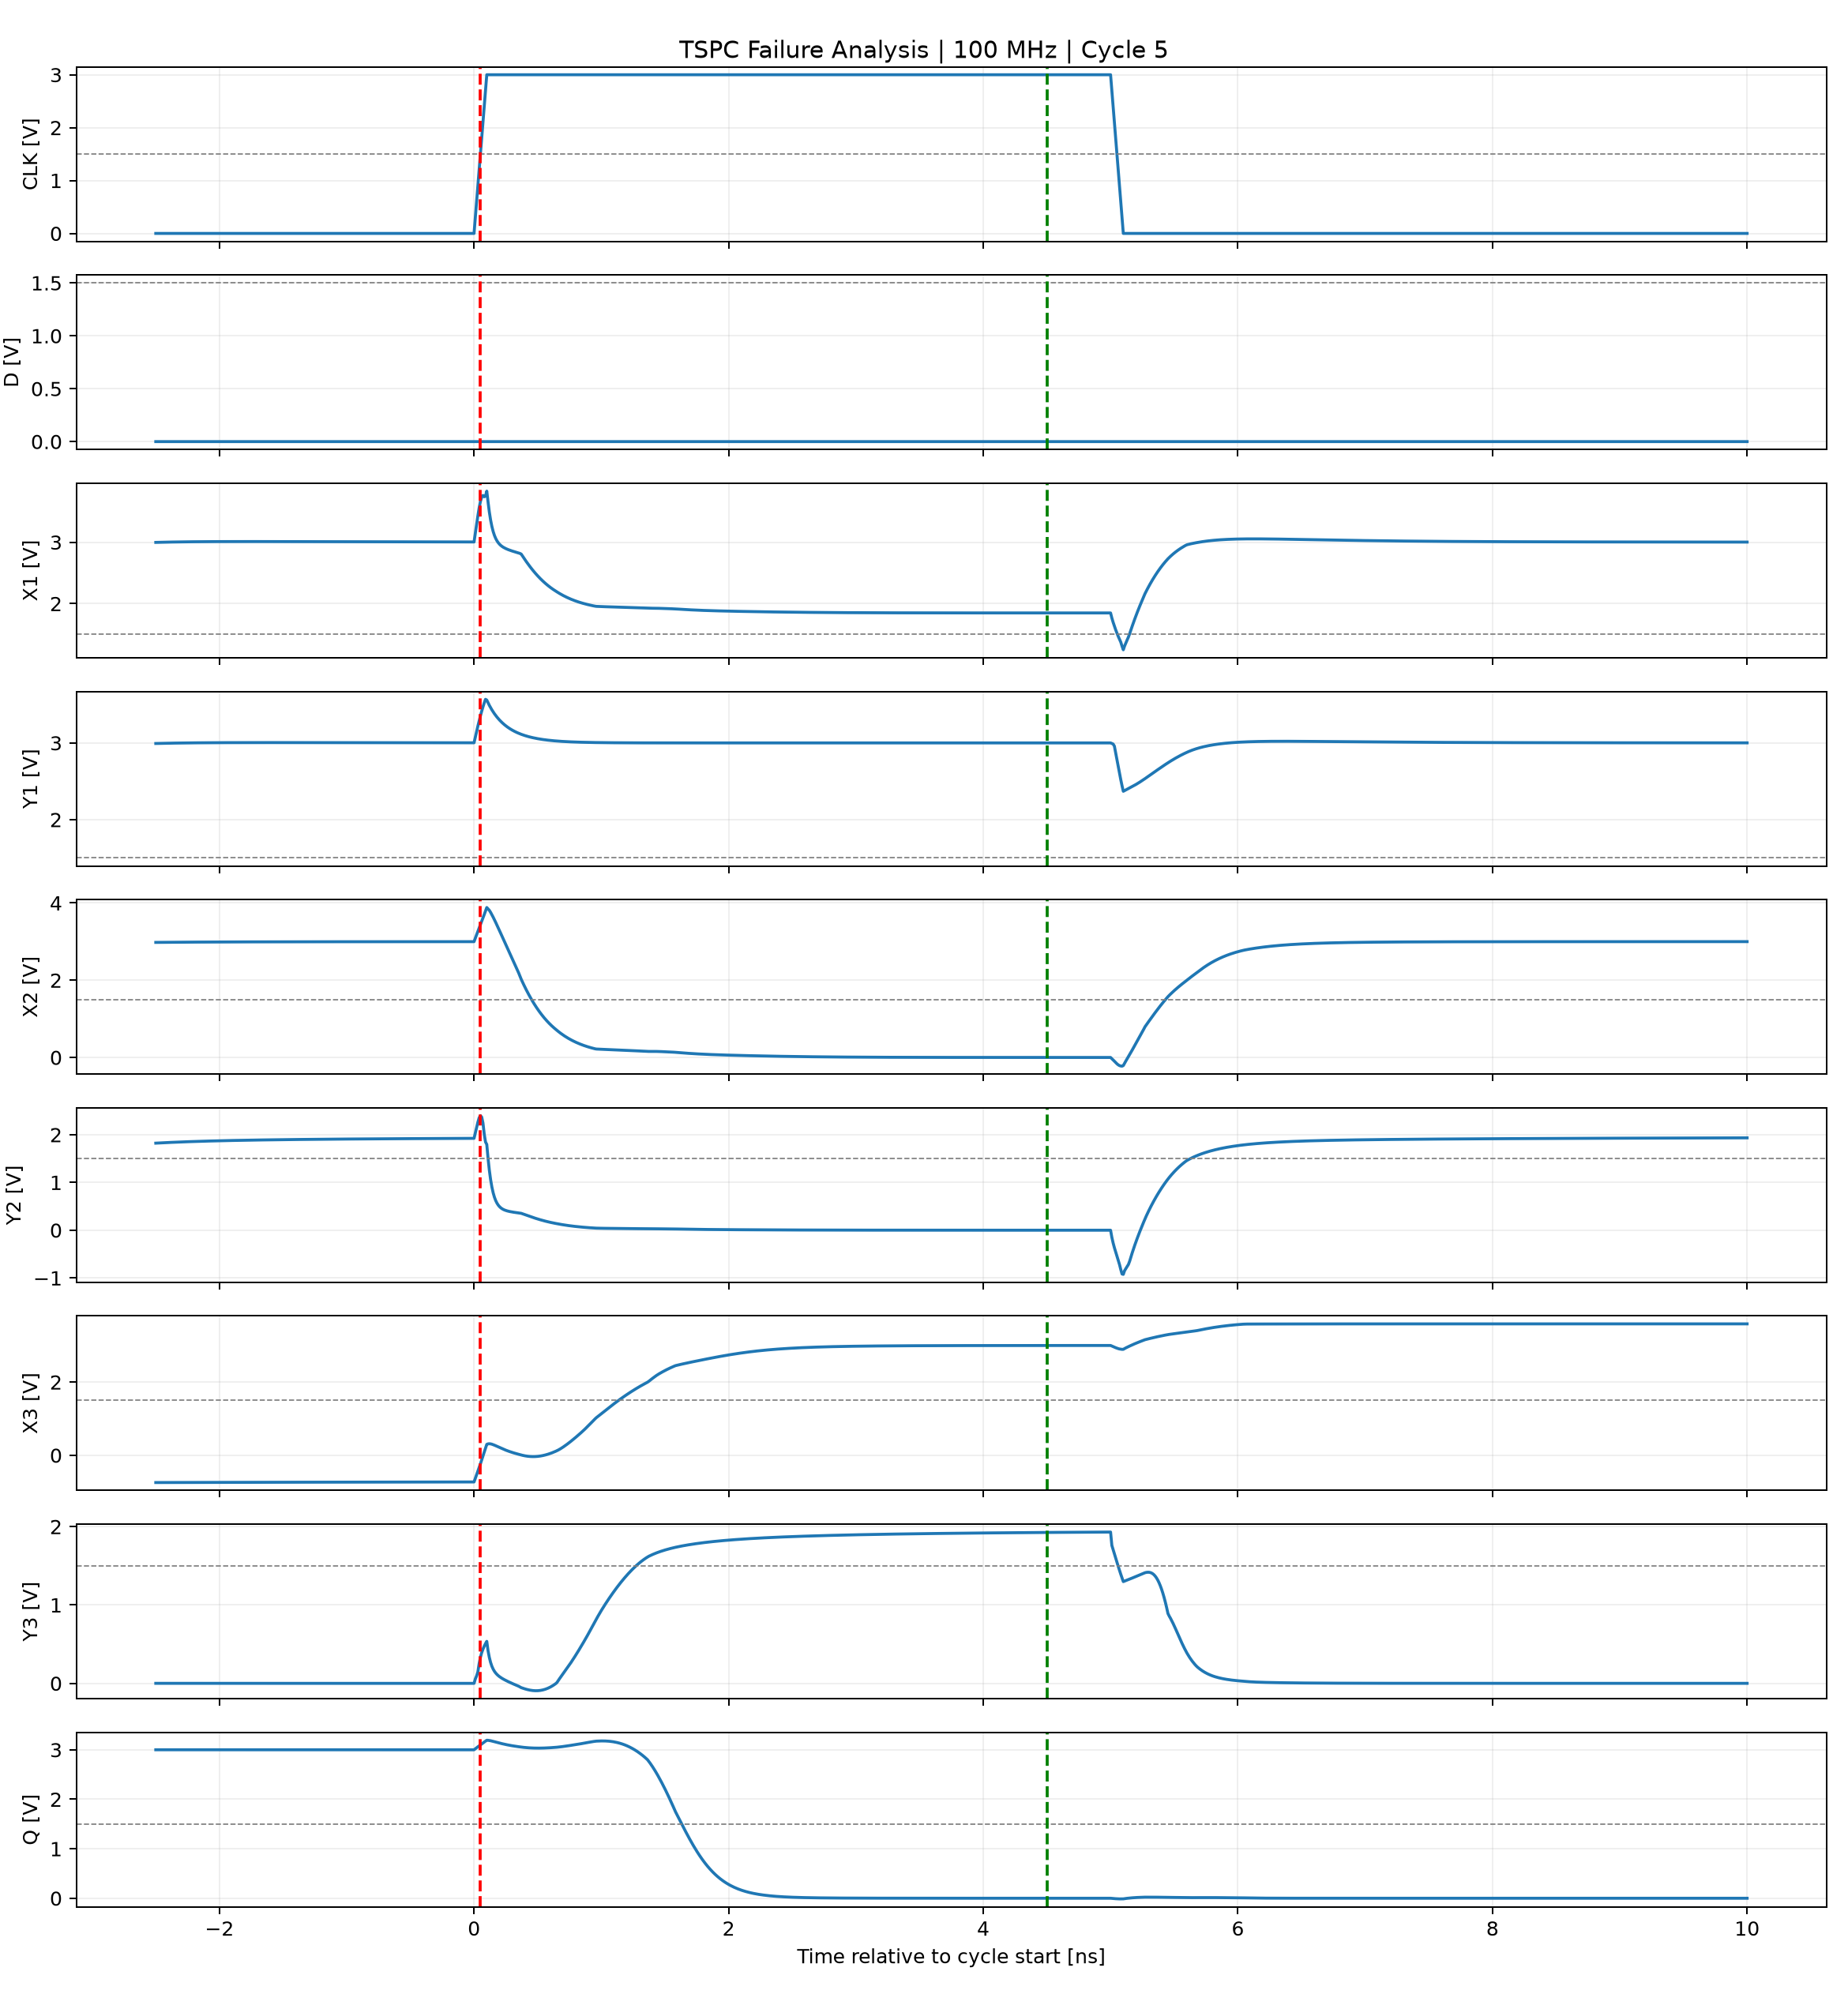 TSPC Failure Analysis | 100 MHz | Cycle 5
3
2
1
0
CLK [V]
1.5
1.0
0.5
0.0
D [V]
3
2
X1 [V]
3
2
Y1 [V]
4
2
0
X2 [V]
2
1
0
−1
Y2 [V]
2
0
X3 [V]
2
1
0
Y3 [V]
3
2
1
0
Q [V]
−2 0 2 4 6 8 10
Time relative to cycle start [ns]